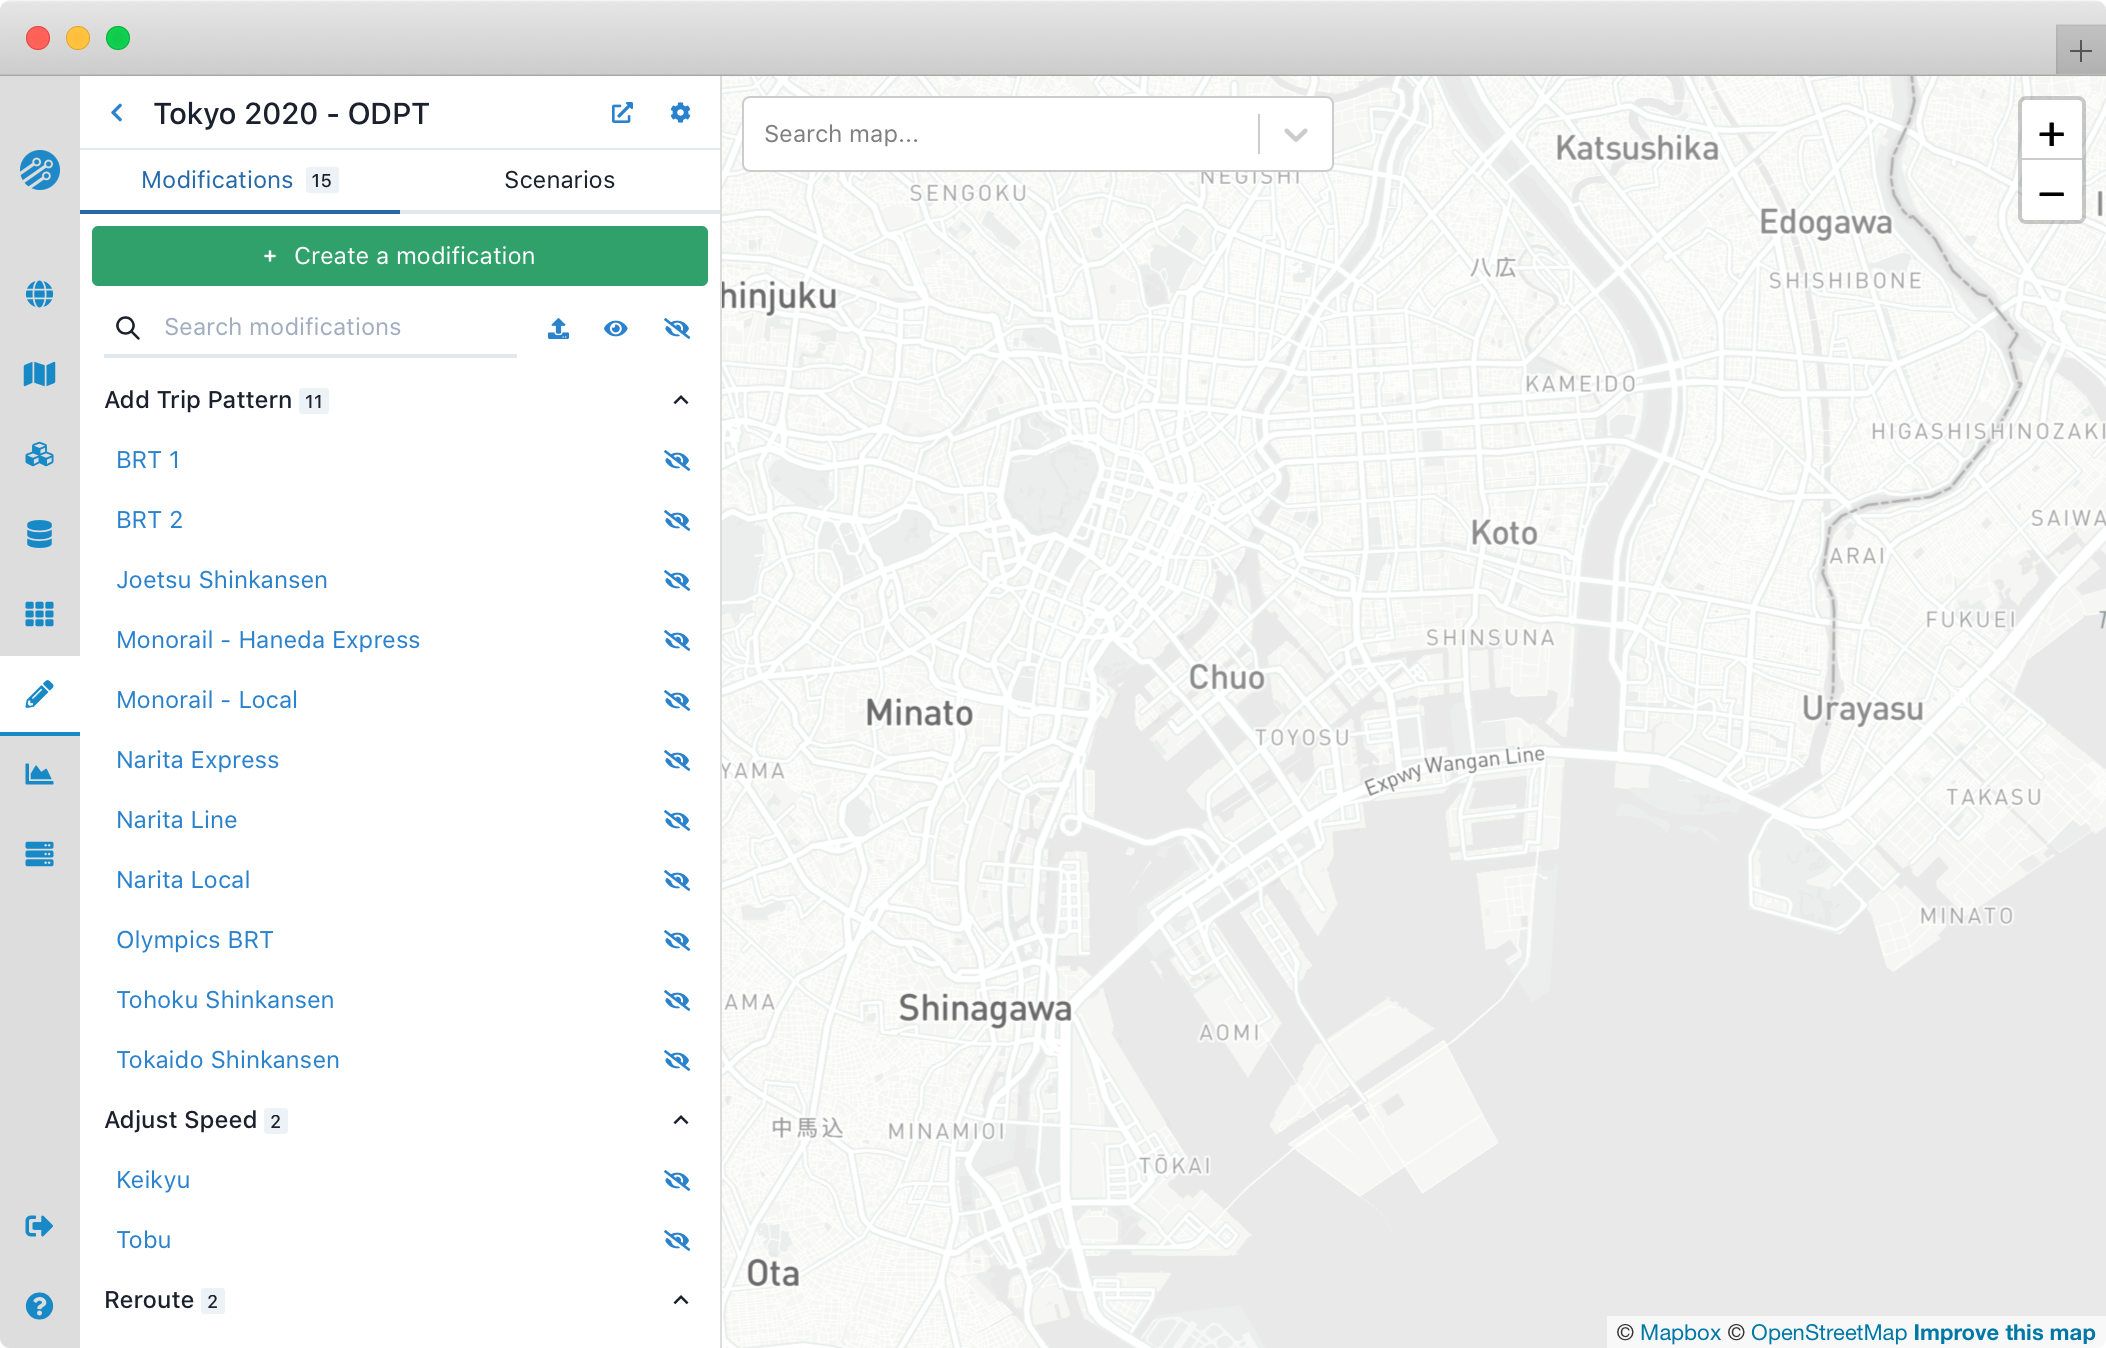 Tokyo 2020 - ODPT
Modifications 15
Scenarios
+ Create a modification
Search modifications
Add Trip Pattern 11
BRT 1
BRT 2
Joetsu Shinkansen
Monorail - Haneda Express
Monorail - Local
Narita Express
Narita Line
Narita Local
Olympics BRT
Tohoku Shinkansen
Tokaido Shinkansen
Adjust Speed 2
Keikyu
Tobu
Reroute 2
Search map...
Katsushika
NEGISHI
SENGOKU
Edogawa
八広
SHISHIBONE
hinjuku
KAMEIDO
HIGASHISHINOZAKI
SAIWA
Koto
ARAI
FUKUEI
SHINSUNA
Chuo
Minato
Urayasu
TOYOSU
Expwy Wangan Line
YAMA
TAKASU
MINATO
AMA
Shinagawa
AOMI
中馬込
MINAMIOI
TŌKAI
Ota
© Mapbox © OpenStreetMap Improve this map